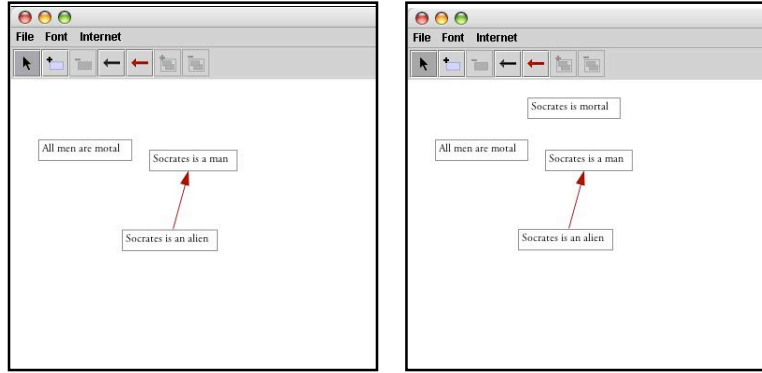 File Font Internet
All men are motal
Socrates is a man
Socrates is an alien
File Font Internet
Socrates is mortal
All men are motal
Socrates is a man
Socrates is an alien